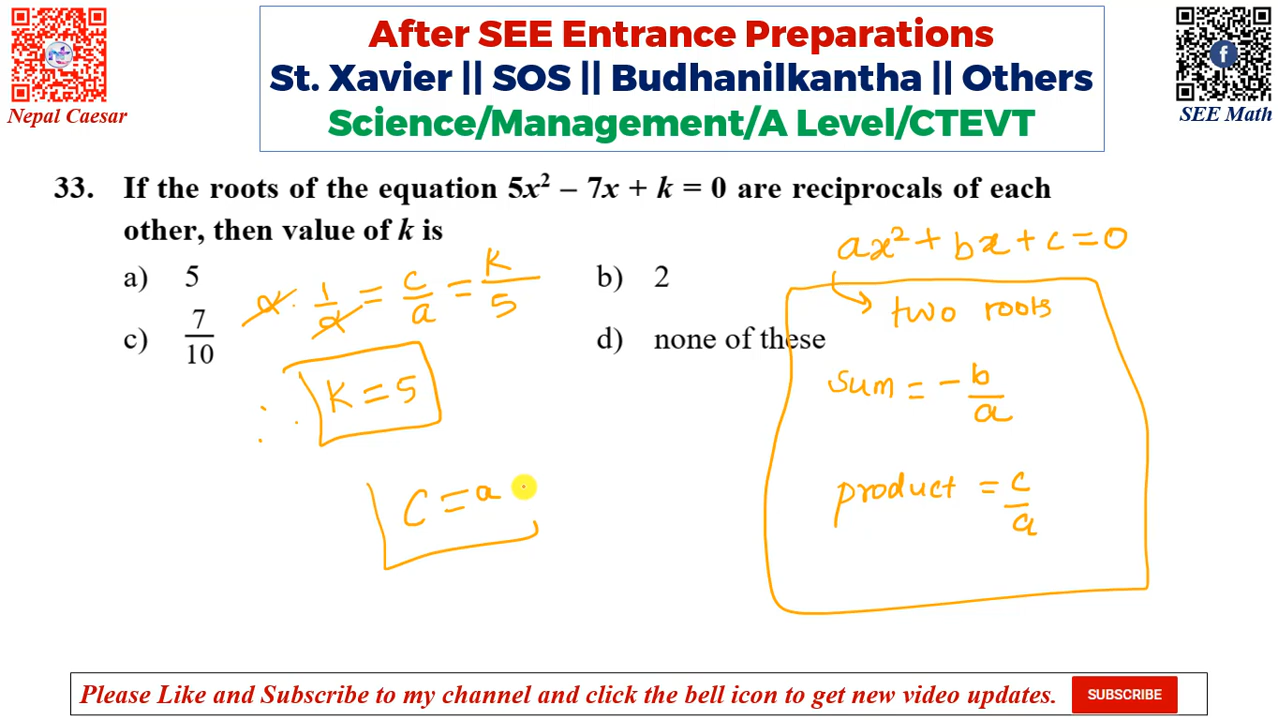 After SEE Entrance Preparations
St. Xavier || SOS || Budhanilkantha || Others
Science/Management/A Level/CTEVT
Nepal Caesar
SEE Math
33. If the roots of the equation 5x² – 7x + k = 0 are reciprocals of each
other, then value of k is
a) 5
b) 2
c) 7/10
d) none of these
α · 1/α = c/a = K/5
∴ K = 5
C = a
ax² + bx + c = 0
two roots
sum = - b/a
product = c/a
Please Like and Subscribe to my channel and click the bell icon to get new video updates.
SUBSCRIBE